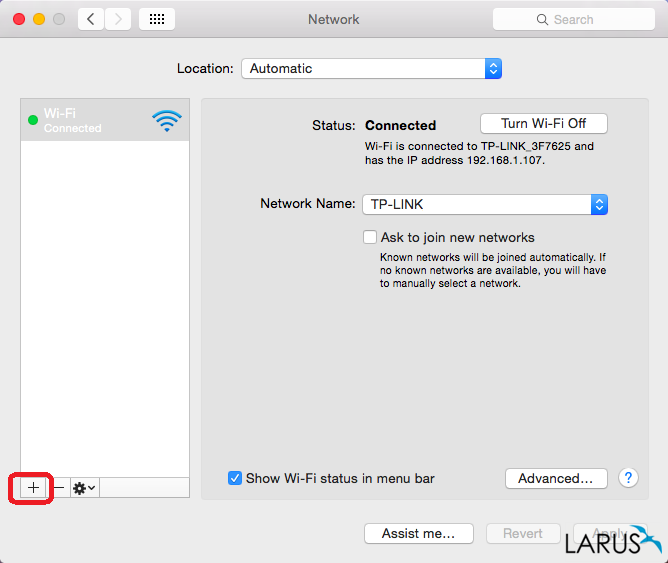 Network
Search
Location: Automatic
Wi-Fi
Connected
Status: Connected
Turn Wi-Fi Off
Wi-Fi is connected to TP-LINK_3F7625 and
has the IP address 192.168.1.107.
Network Name: TP-LINK
Ask to join new networks
Known networks will be joined automatically. If
no known networks are available, you will have
to manually select a network.
+ −
Show Wi-Fi status in menu bar
Advanced...
?
Assist me...
Revert
Apply
LARUS